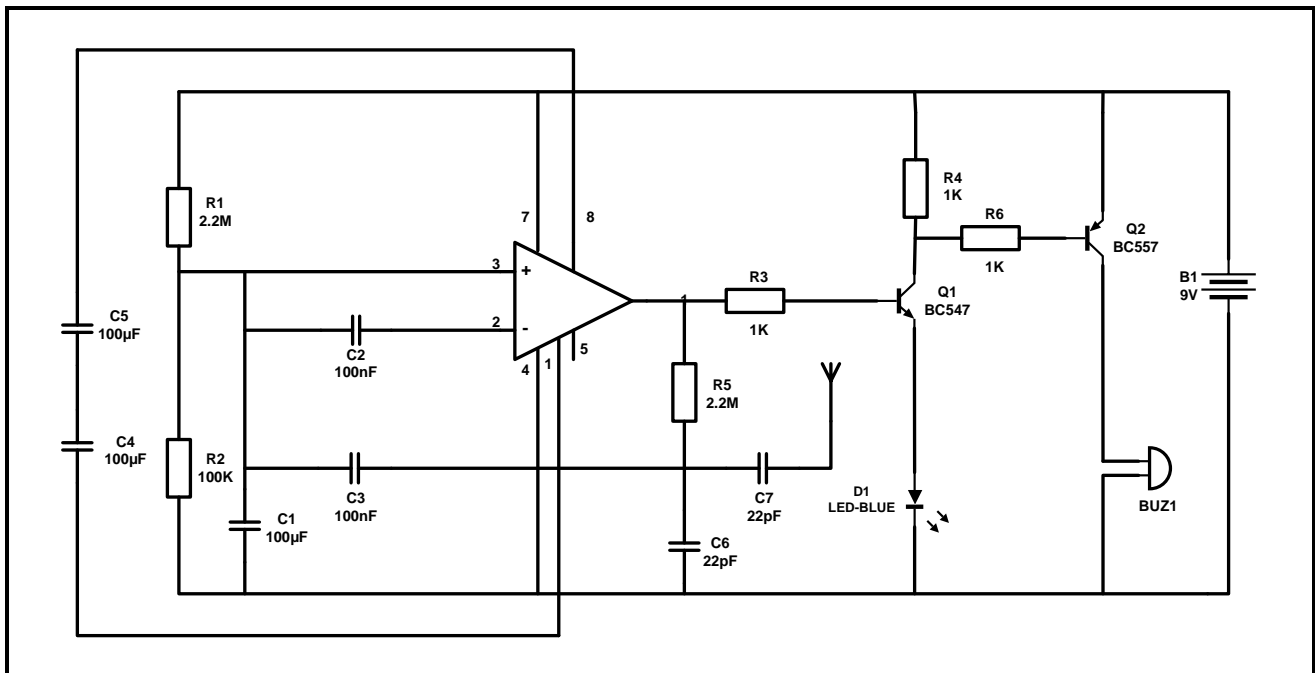 R1
2.2M
7
8
R4
1K
R6
1K
Q2
BC557
3
+
2
-
4
1
5
1
R3
1K
Q1
BC547
B1
9V
C5
100µF
C2
100nF
R5
2.2M
C4
100µF
R2
100K
C3
100nF
C1
100µF
C7
22pF
C6
22pF
D1
LED-BLUE
BUZ1